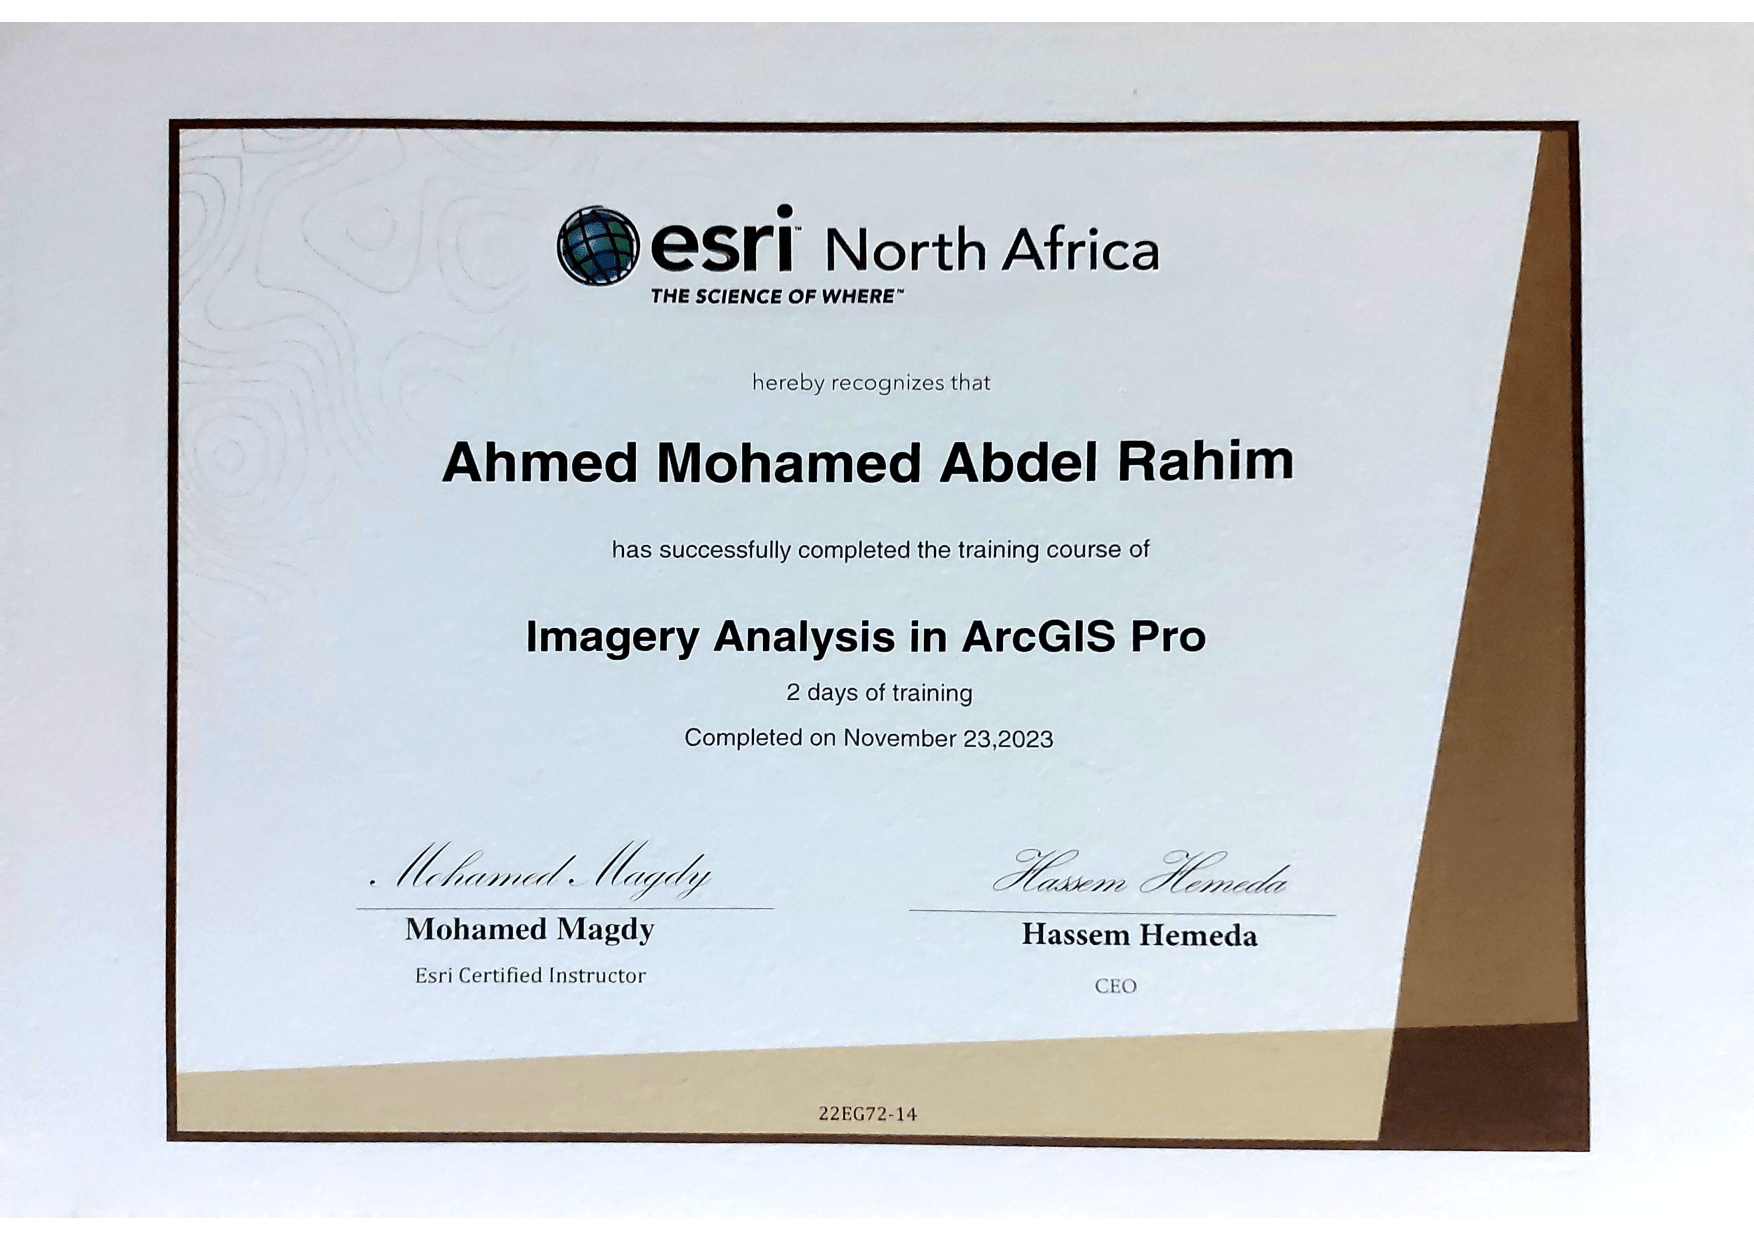 esri™ North Africa
THE SCIENCE OF WHERE™
hereby recognizes that
Ahmed Mohamed Abdel Rahim
has successfully completed the training course of
Imagery Analysis in ArcGIS Pro
2 days of training
Completed on November 23,2023
Mohamed Magdy
Hassem Hemeda
Mohamed Magdy
Hassem Hemeda
Esri Certified Instructor
CEO
22EG72-14